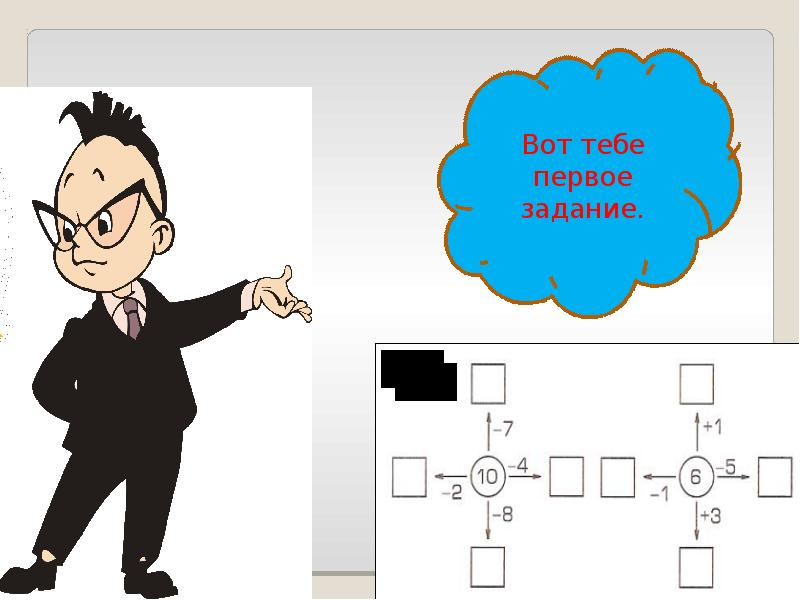 Вот тебе
первое
задание.
–7
+1
–2 10 –4
–1 6 –5
–8
+3